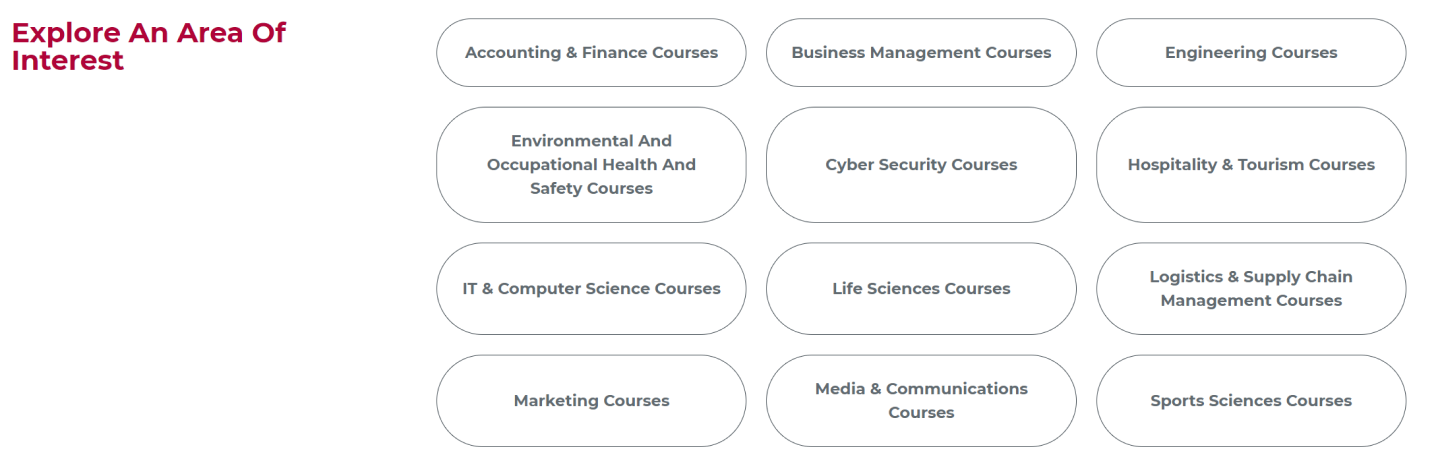 Explore An Area Of
Interest
Accounting & Finance Courses
Business Management Courses
Engineering Courses
Environmental And
Occupational Health And
Safety Courses
Cyber Security Courses
Hospitality & Tourism Courses
IT & Computer Science Courses
Life Sciences Courses
Logistics & Supply Chain
Management Courses
Marketing Courses
Media & Communications
Courses
Sports Sciences Courses